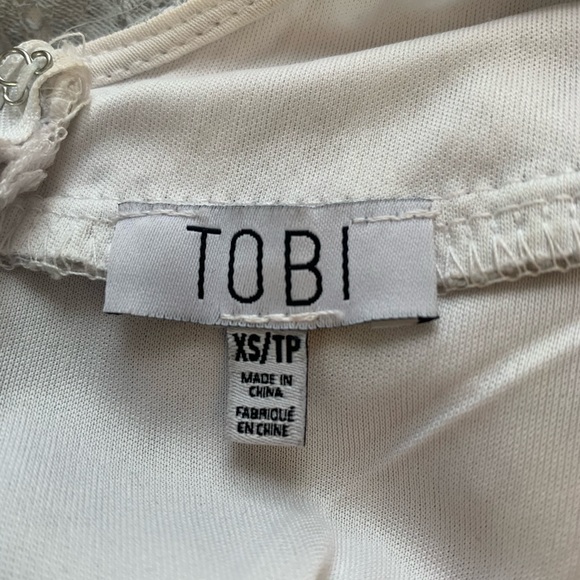 TOBI
XS/TP
MADE IN
CHINA
FABRIQUÉ
EN CHINE